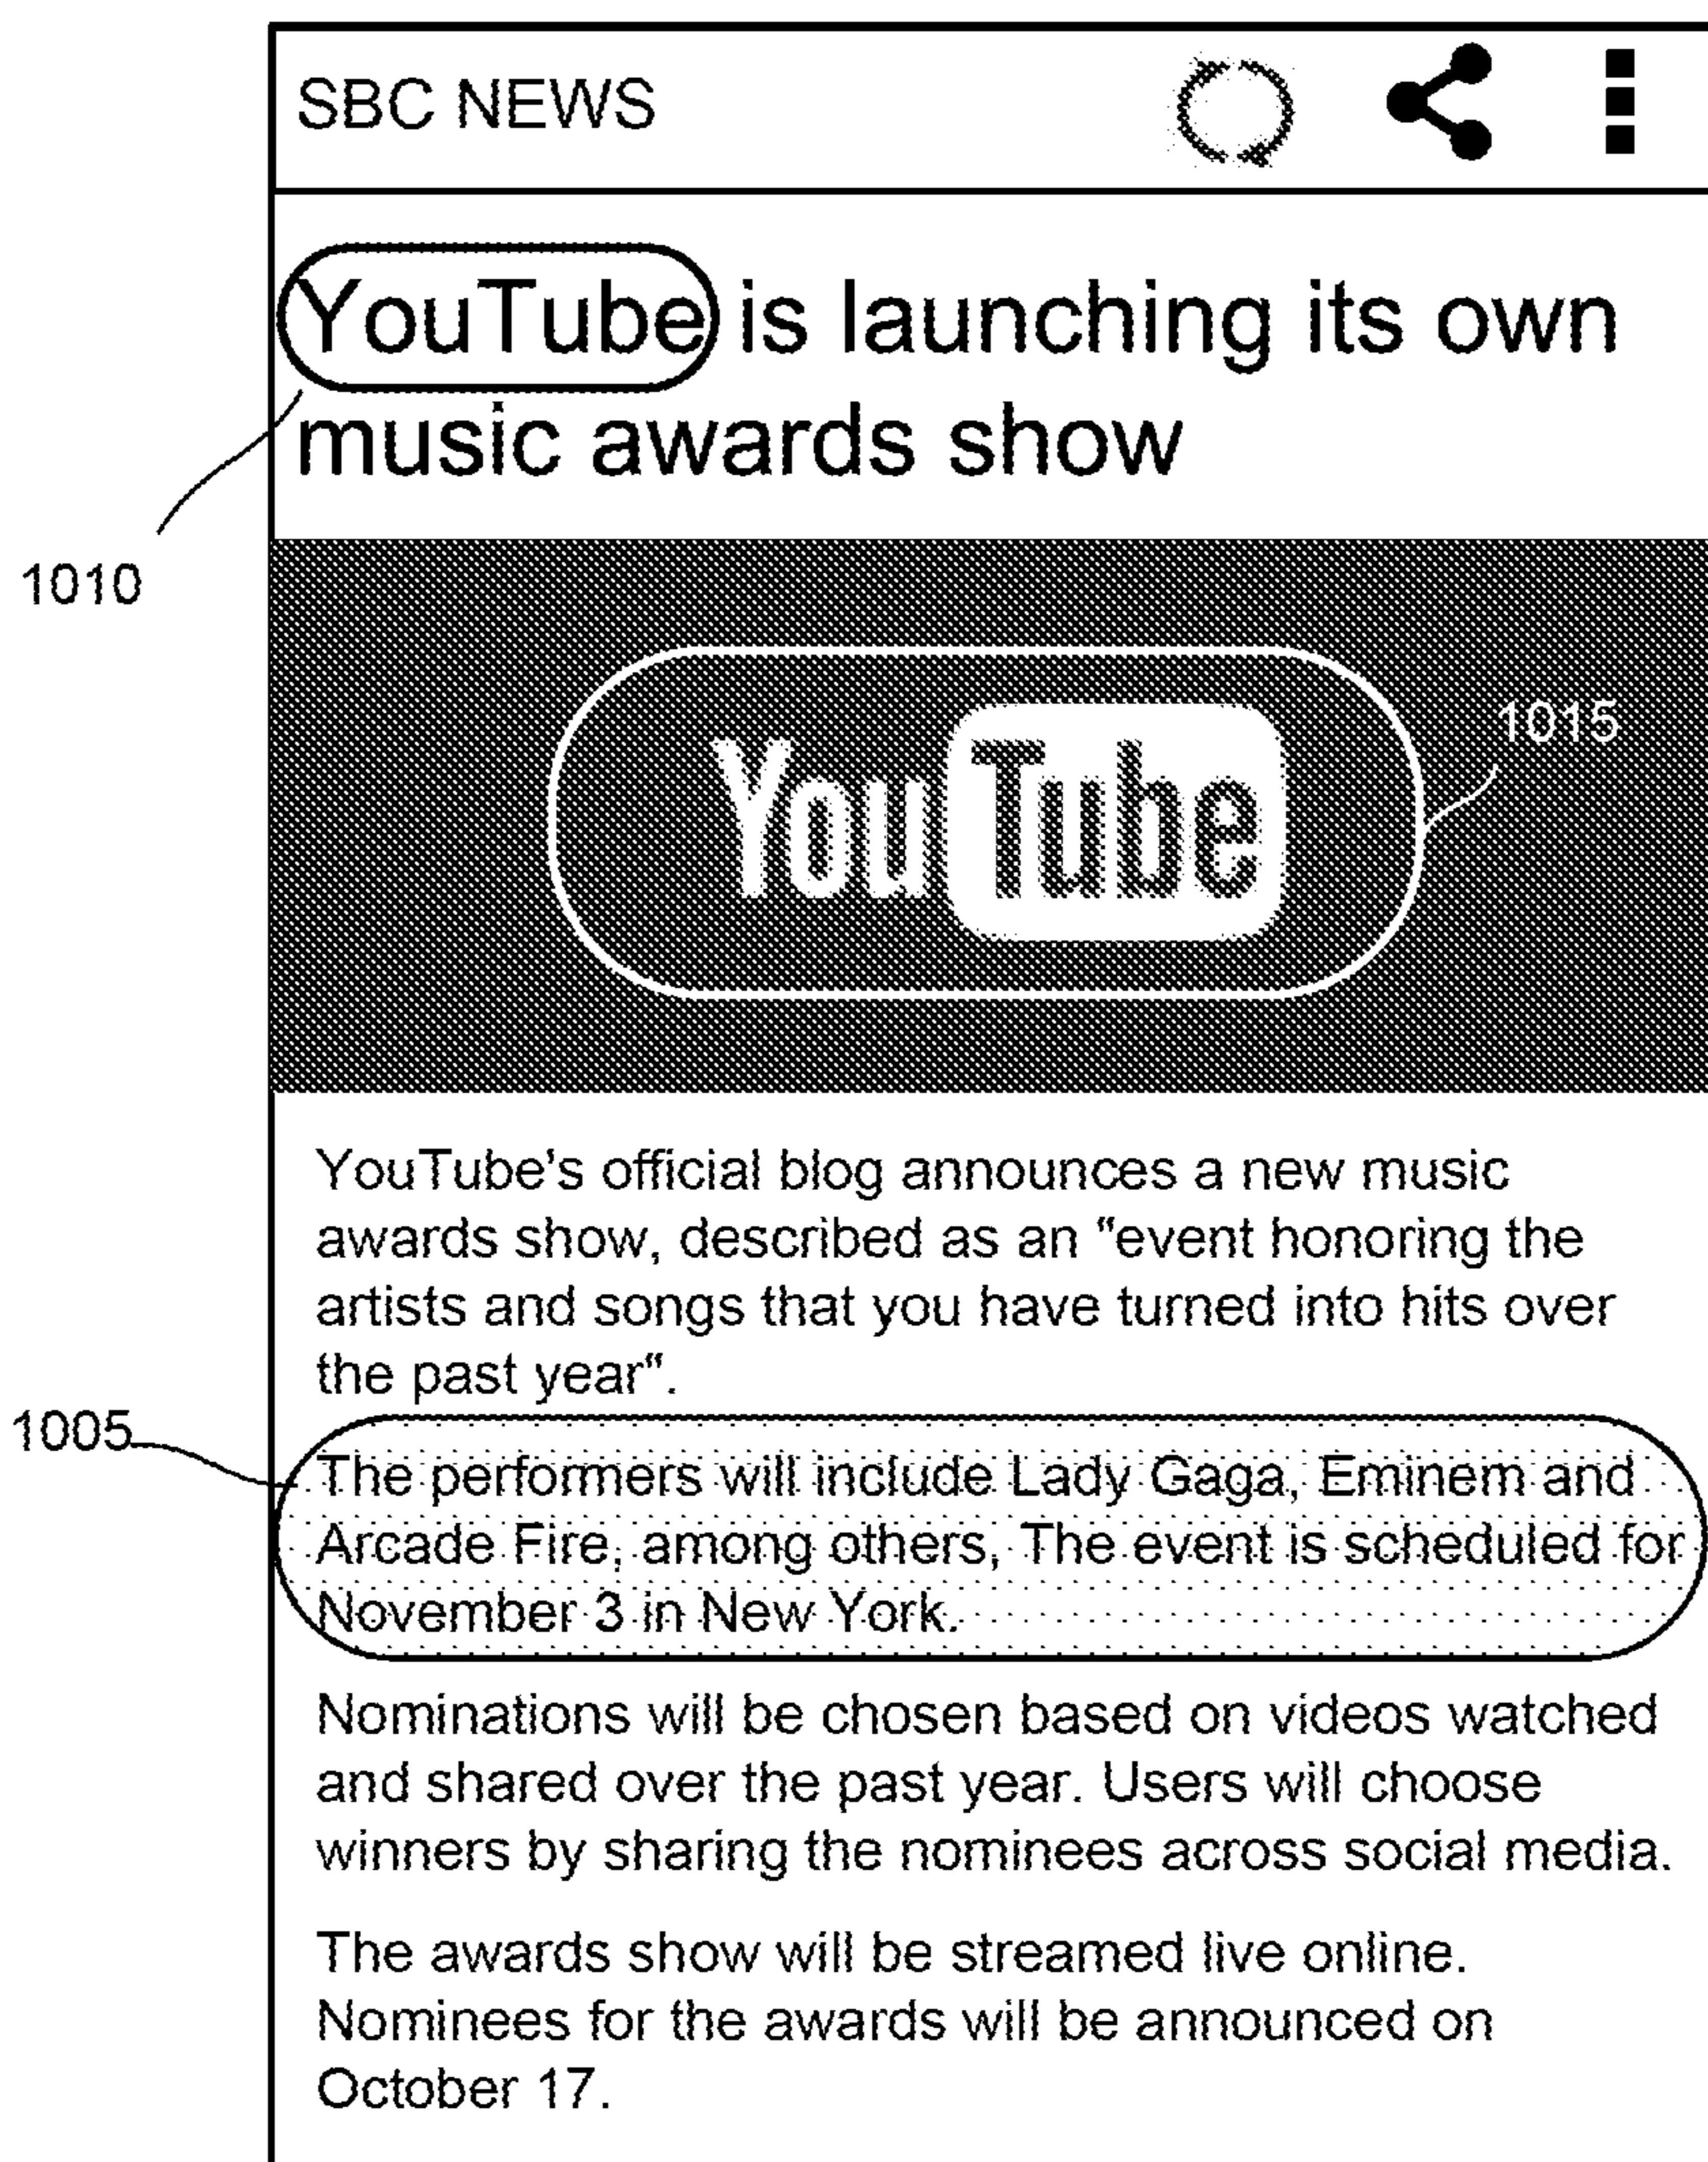 SBC NEWS
YouTube is launching its own
music awards show
1010
1015
YouTube
YouTube's official blog announces a new music
awards show, described as an "event honoring the
artists and songs that you have turned into hits over
the past year".
1005
The performers will include Lady Gaga, Eminem and
Arcade Fire, among others, The event is scheduled for
November 3 in New York.
Nominations will be chosen based on videos watched
and shared over the past year. Users will choose
winners by sharing the nominees across social media.
The awards show will be streamed live online.
Nominees for the awards will be announced on
October 17.